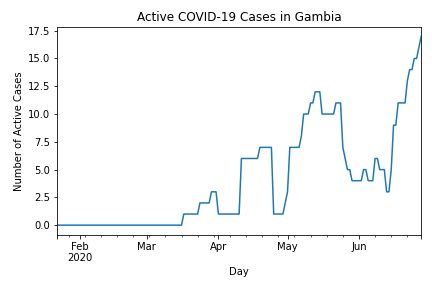 Active COVID-19 Cases in Gambia
Number of Active Cases
17.5
15.0
12.5
10.0
7.5
5.0
2.5
0.0
Feb Mar Apr May Jun
2020
Day